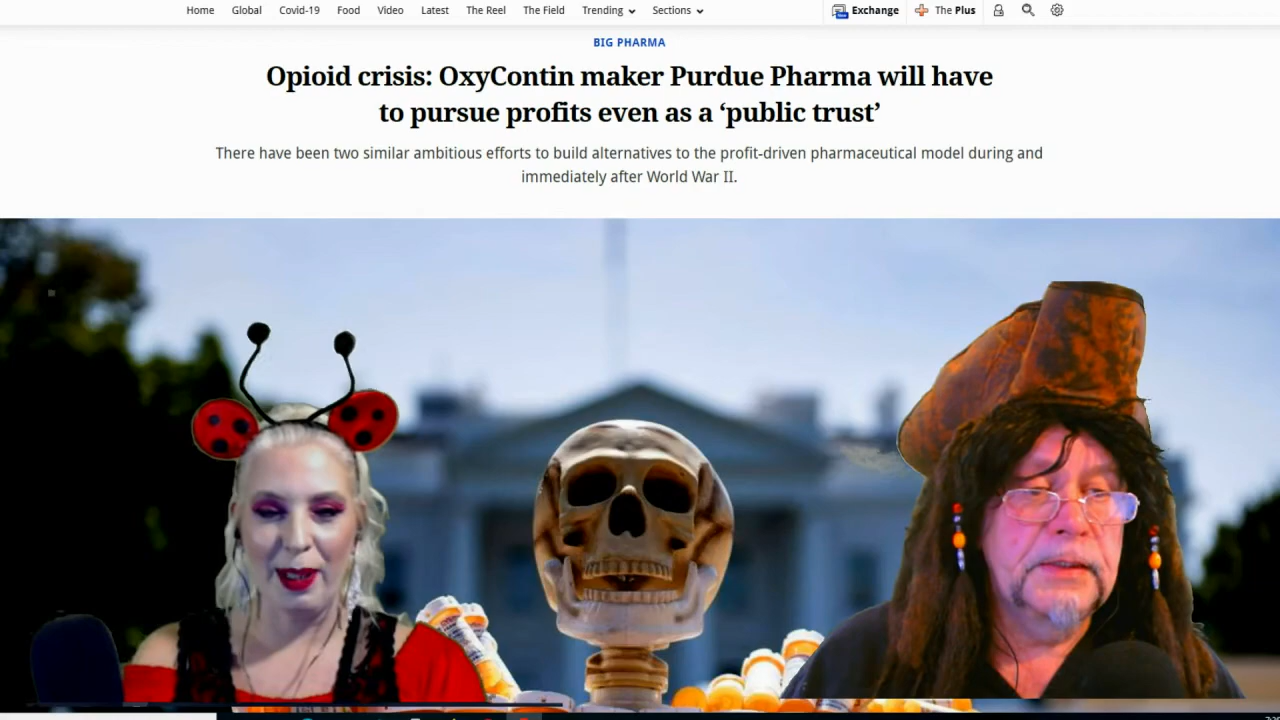 Home Global Covid-19 Food Video Latest The Reel The Field Trending Sections Exchange The Plus
BIG PHARMA
Opioid crisis: OxyContin maker Purdue Pharma will have
to pursue profits even as a ‘public trust’
There have been two similar ambitious efforts to build alternatives to the profit-driven pharmaceutical model during and
immediately after World War II.